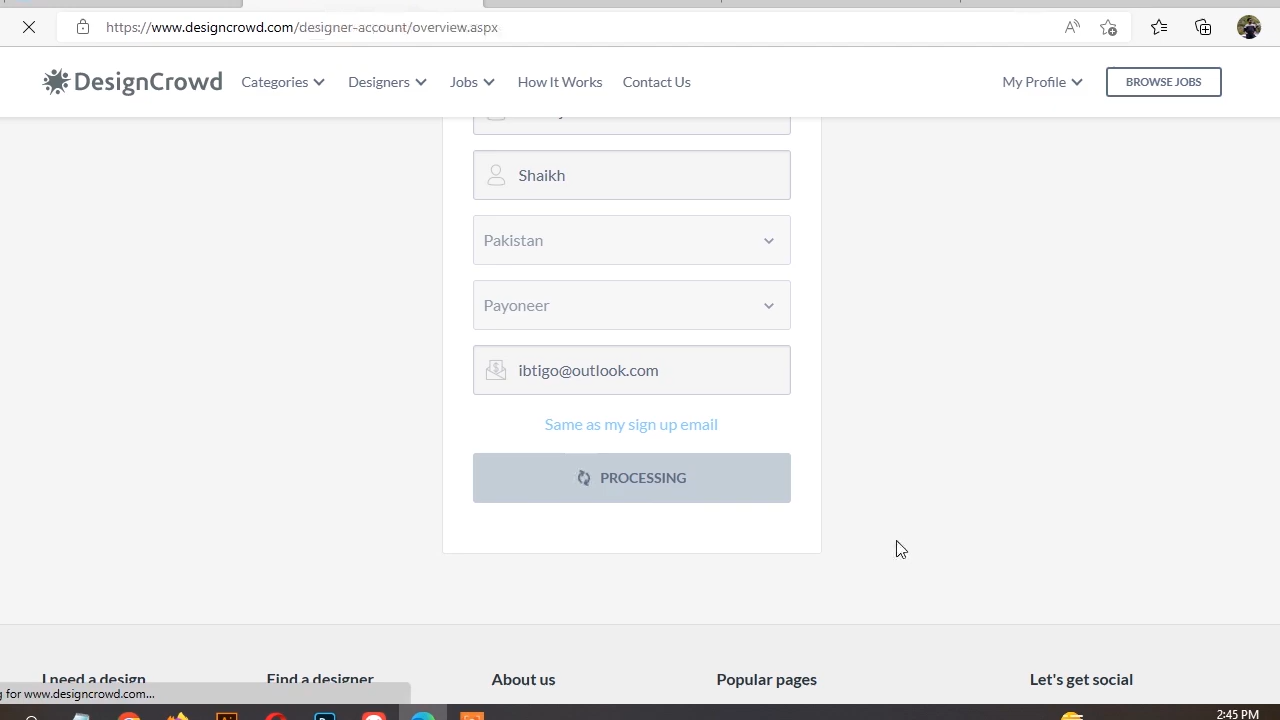 https://www.designcrowd.com/designer-account/overview.aspx
DesignCrowd Categories Designers Jobs How It Works Contact Us My Profile BROWSE JOBS
Shaikh
Pakistan
Payoneer
ibtigo@outlook.com
Same as my sign up email
PROCESSING
I need a design Find a designer About us Popular pages Let's get social
g for www.designcrowd.com...
2:45 PM